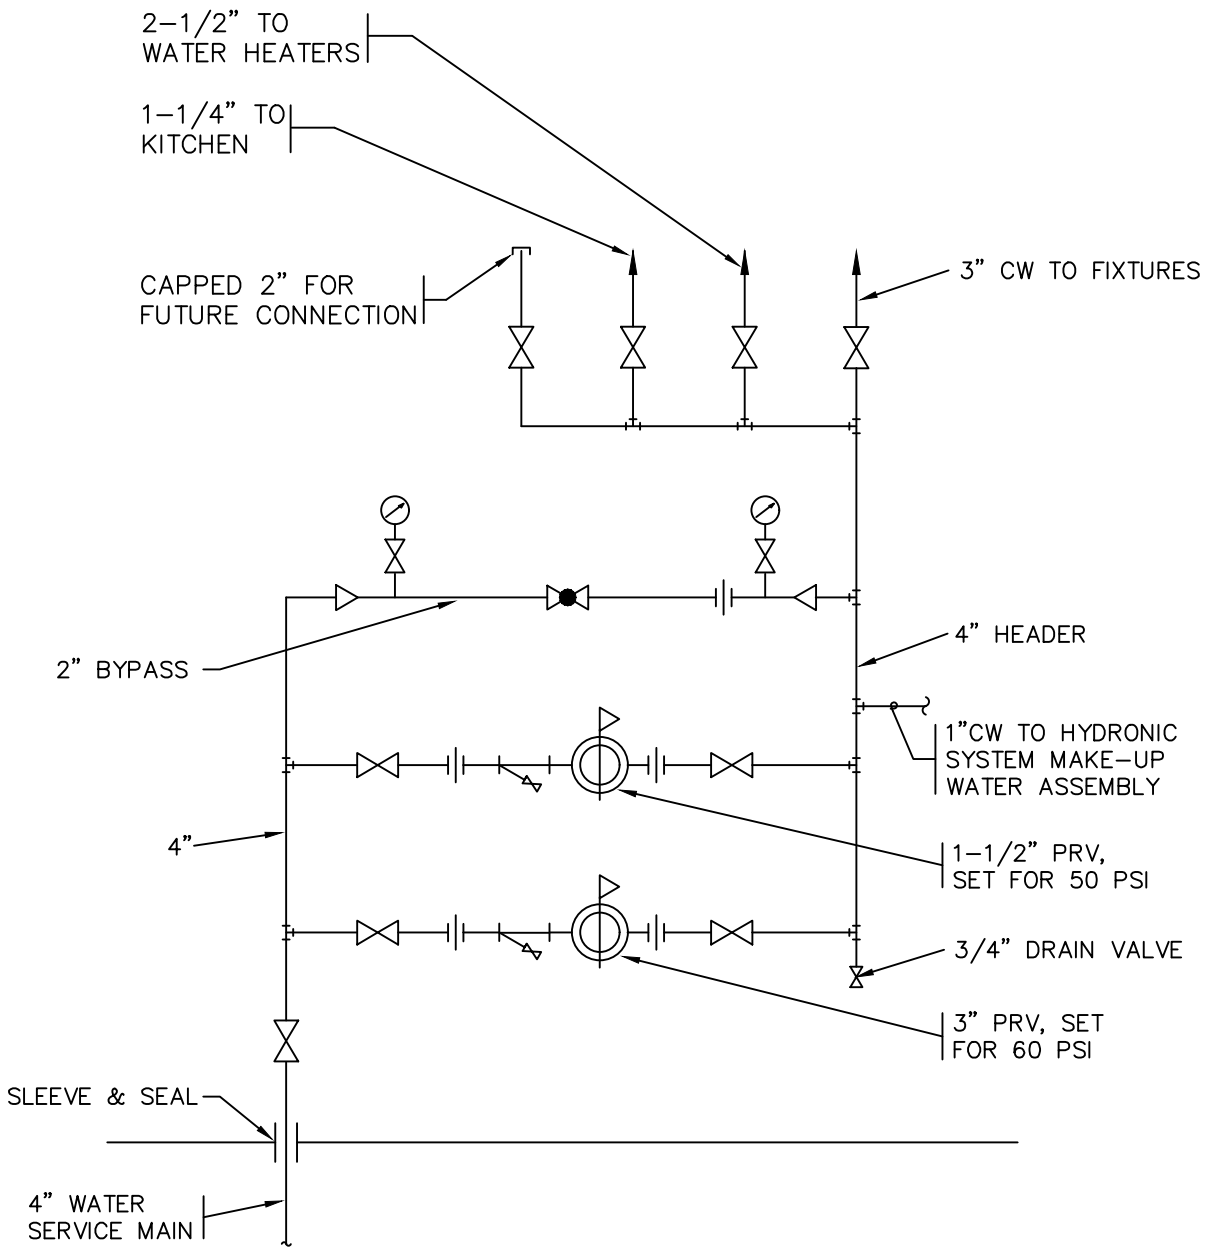 2-1/2" TO
WATER HEATERS
1-1/4" TO
KITCHEN
CAPPED 2" FOR
FUTURE CONNECTION
3" CW TO FIXTURES
2" BYPASS
4" HEADER
1"CW TO HYDRONIC
SYSTEM MAKE-UP
WATER ASSEMBLY
4"
1-1/2" PRV,
SET FOR 50 PSI
3/4" DRAIN VALVE
3" PRV, SET
FOR 60 PSI
SLEEVE & SEAL
4" WATER
SERVICE MAIN